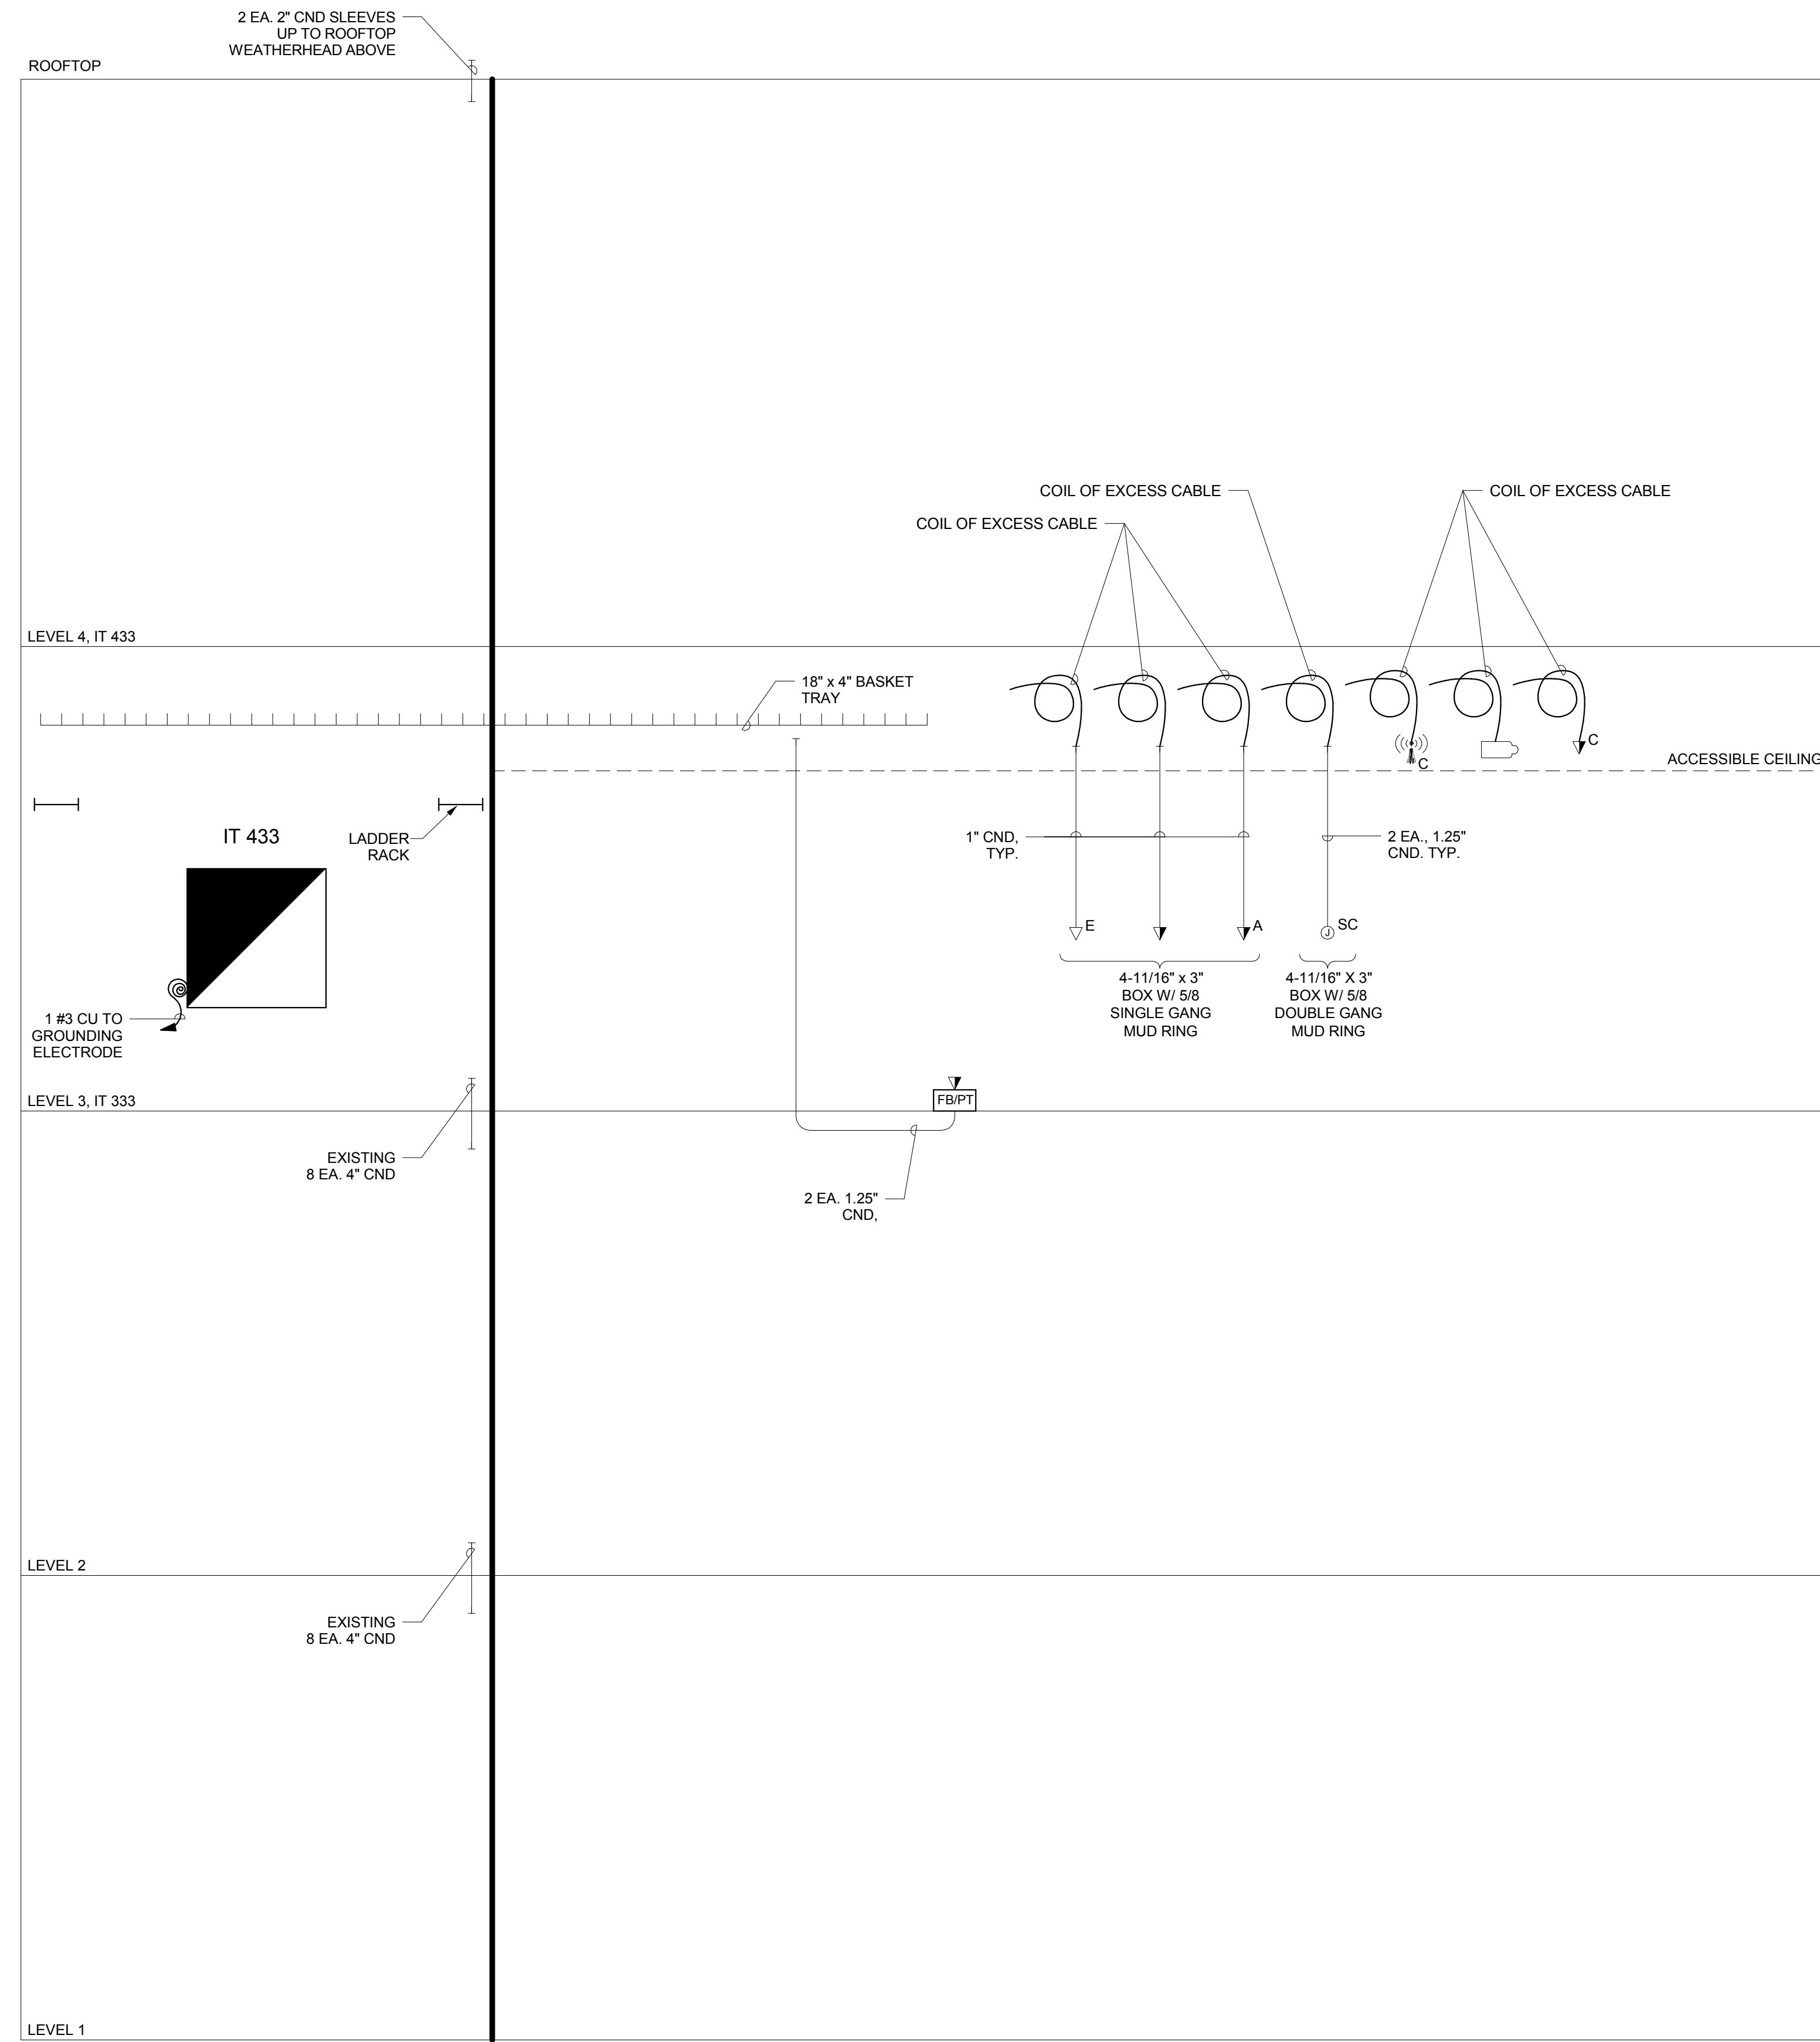 2 EA. 2" CND SLEEVES
UP TO ROOFTOP
WEATHERHEAD ABOVE
ROOFTOP
COIL OF EXCESS CABLE
COIL OF EXCESS CABLE
COIL OF EXCESS CABLE
LEVEL 4, IT 433
18" x 4" BASKET
TRAY
C
C
ACCESSIBLE CEILING
IT 433
LADDER
RACK
1" CND,
TYP.
2 EA., 1.25"
CND. TYP.
E
A
J
SC
4-11/16" x 3"
BOX W/ 5/8
SINGLE GANG
MUD RING
4-11/16" X 3"
BOX W/ 5/8
DOUBLE GANG
MUD RING
1 #3 CU TO
GROUNDING
ELECTRODE
LEVEL 3, IT 333
FB/PT
EXISTING
8 EA. 4" CND
2 EA. 1.25"
CND,
LEVEL 2
EXISTING
8 EA. 4" CND
LEVEL 1